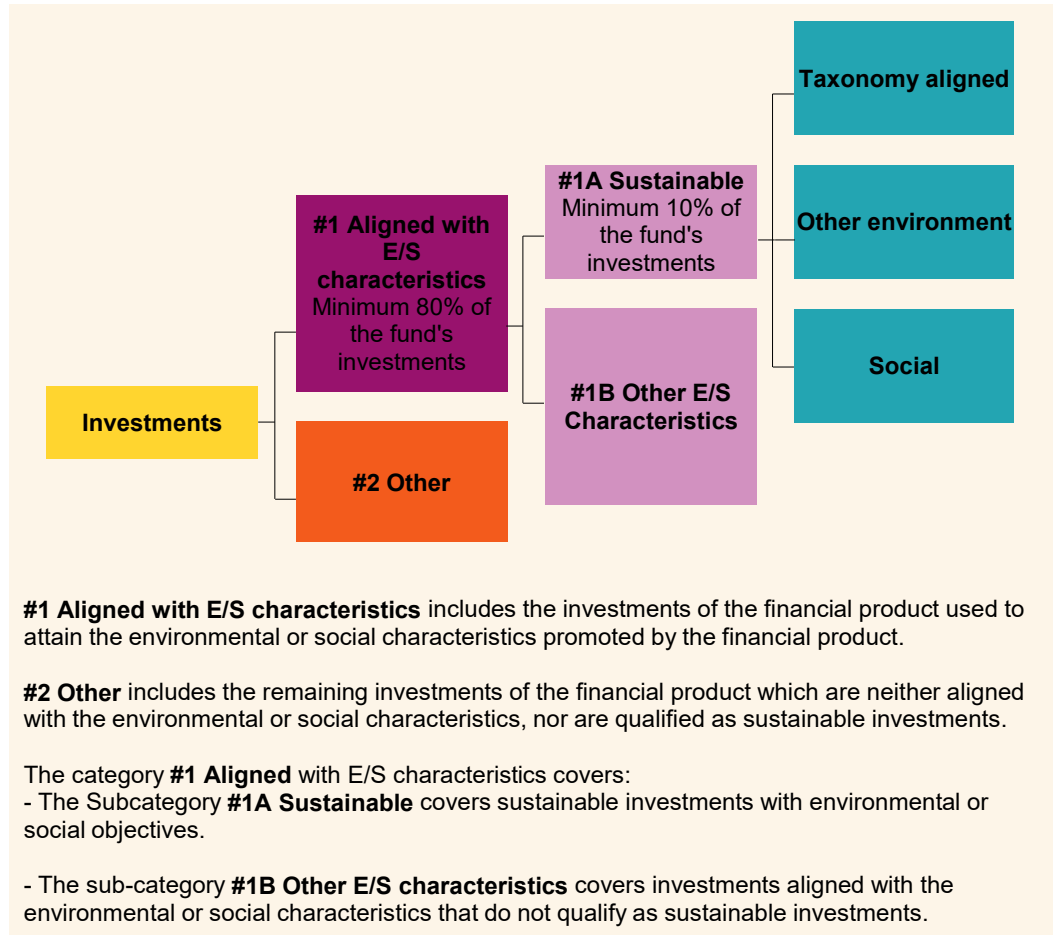 Taxonomy aligned
#1A Sustainable
Minimum 10% of
the fund's
investments
Other environment
#1 Aligned with
E/S
characteristics
Minimum 80% of
the fund's
investments
Social
#1B Other E/S
Characteristics
Investments
#2 Other
#1 Aligned with E/S characteristics includes the investments of the financial product used to
attain the environmental or social characteristics promoted by the financial product.
#2 Other includes the remaining investments of the financial product which are neither aligned
with the environmental or social characteristics, nor are qualified as sustainable investments.
The category #1 Aligned with E/S characteristics covers:
- The Subcategory #1A Sustainable covers sustainable investments with environmental or
social objectives.
- The sub-category #1B Other E/S characteristics covers investments aligned with the
environmental or social characteristics that do not qualify as sustainable investments.